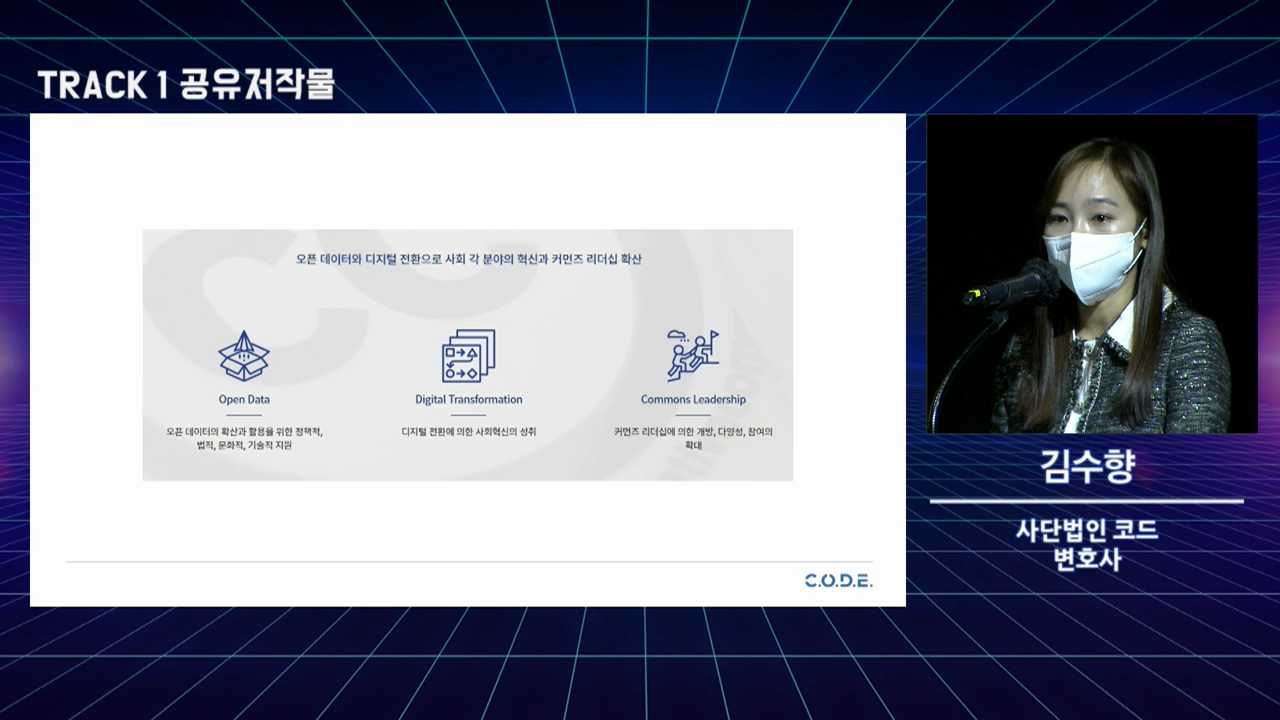 TRACK 1 공유저작물
오픈 데이터와 디지털 전환으로 사회 각 분야의 혁신과 커먼즈 리더십 확산
Open Data
오픈 데이터의 확산과 활용을 위한 정책적,
법적, 문화적, 기술적 지원
Digital Transformation
디지털 전환에 의한 사회혁신의 성취
Commons Leadership
커먼즈 리더십에 의한 개방, 다양성, 참여의
확대
C.O.D.E.
김수향
사단법인 코드
변호사